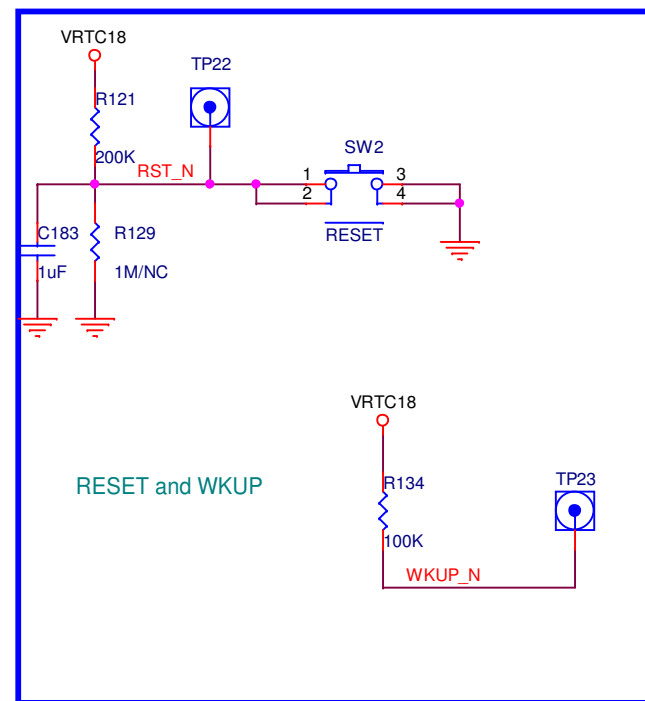 VRTC18
TP22
R121
SW2
200K
RST_N
1
3
2
4
C183
R129
RESET
1uF
1M/NC
VRTC18
RESET and WKUP
R134
TP23
100K
WKUP_N